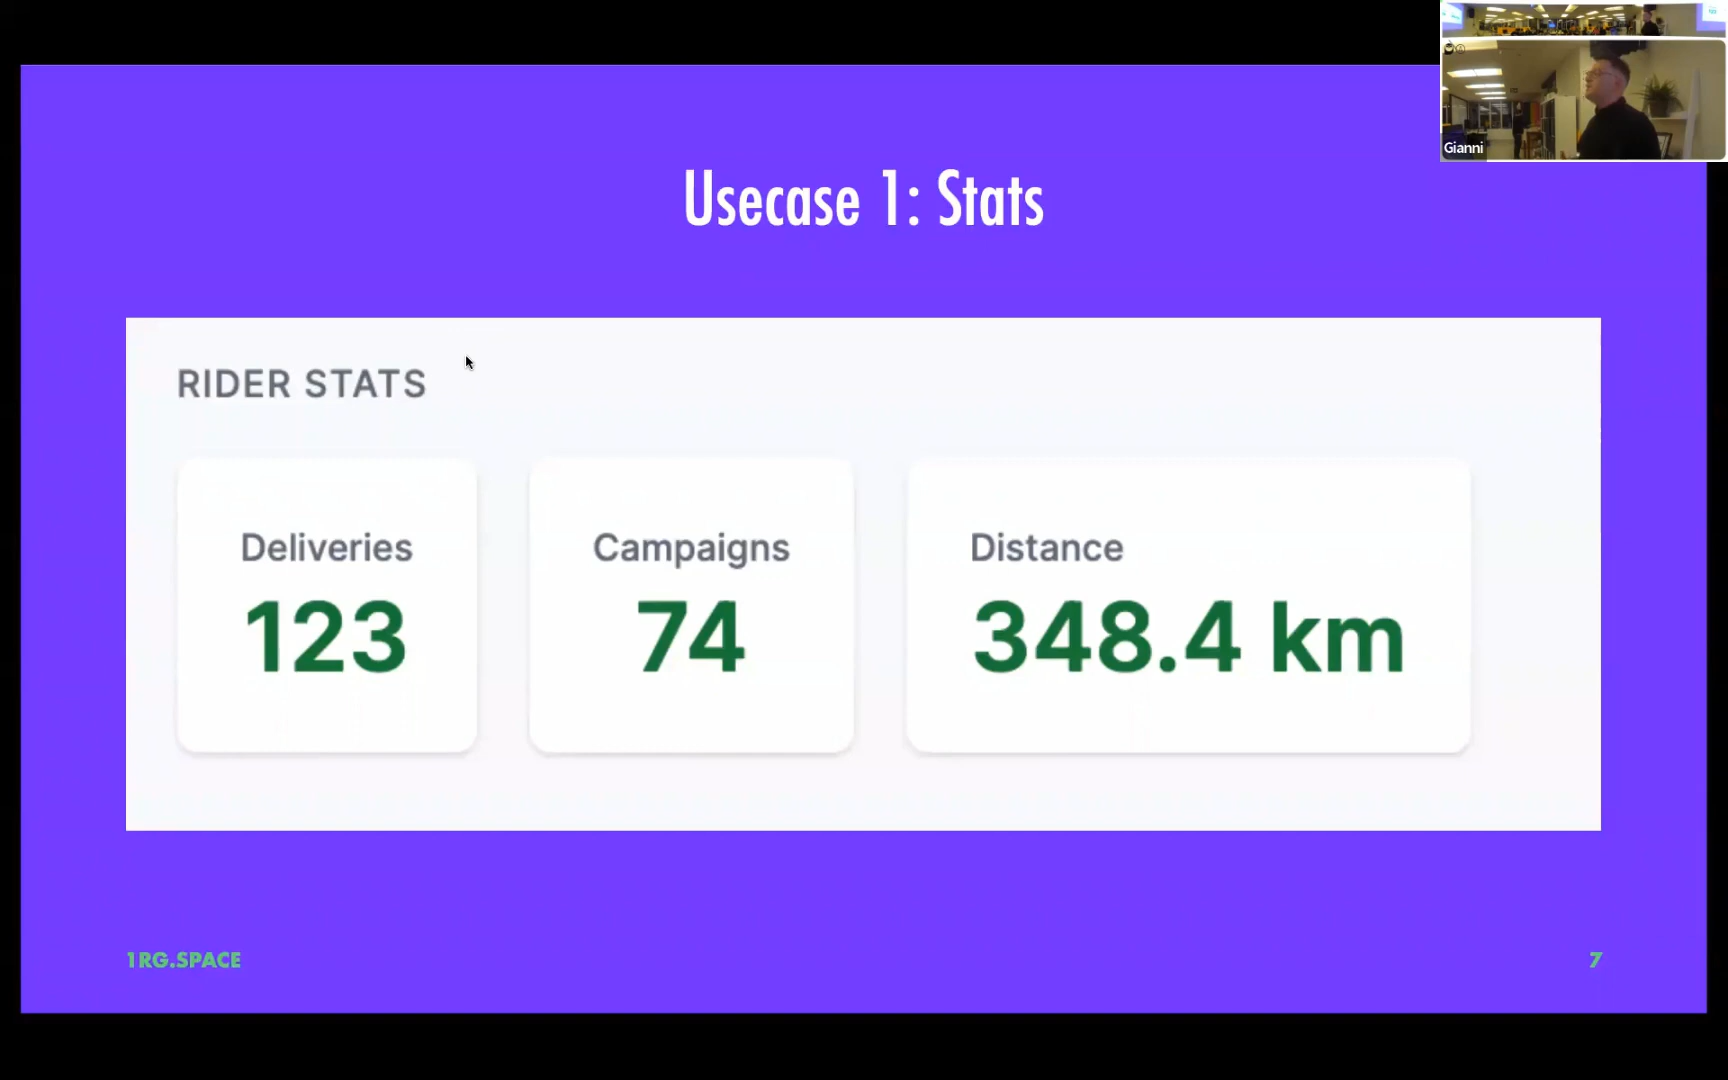 Gianni
Usecase 1: Stats
RIDER STATS
Deliveries
123
Campaigns
74
Distance
348.4 km
1RG.SPACE
7